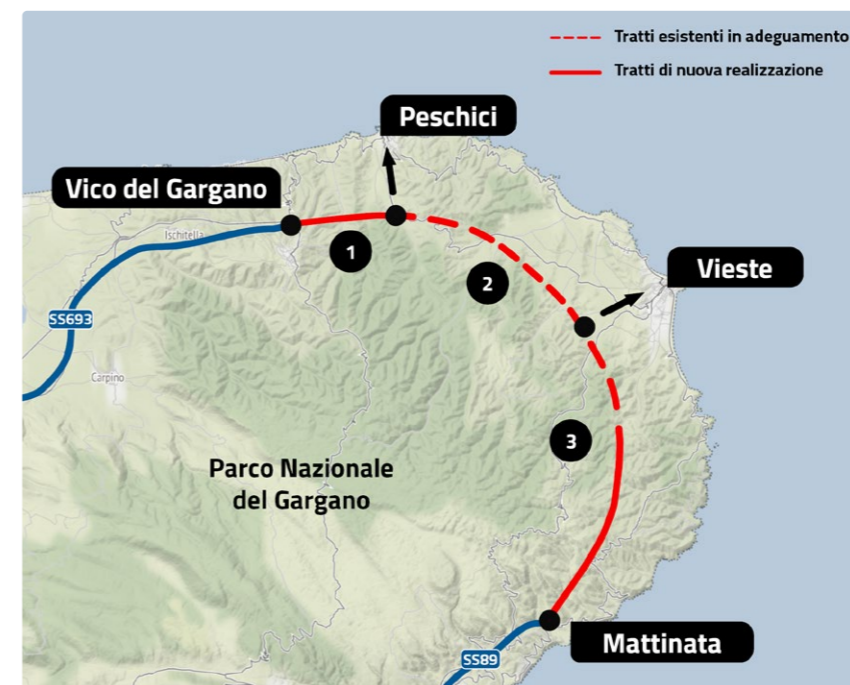 Tratti esistenti in adeguamento
Tratti di nuova realizzazione
Peschici
Vico del Gargano
Ischitella
1
2
Vieste
SS693
Carpino
3
Parco Nazionale
del Gargano
Mattinata
SS89